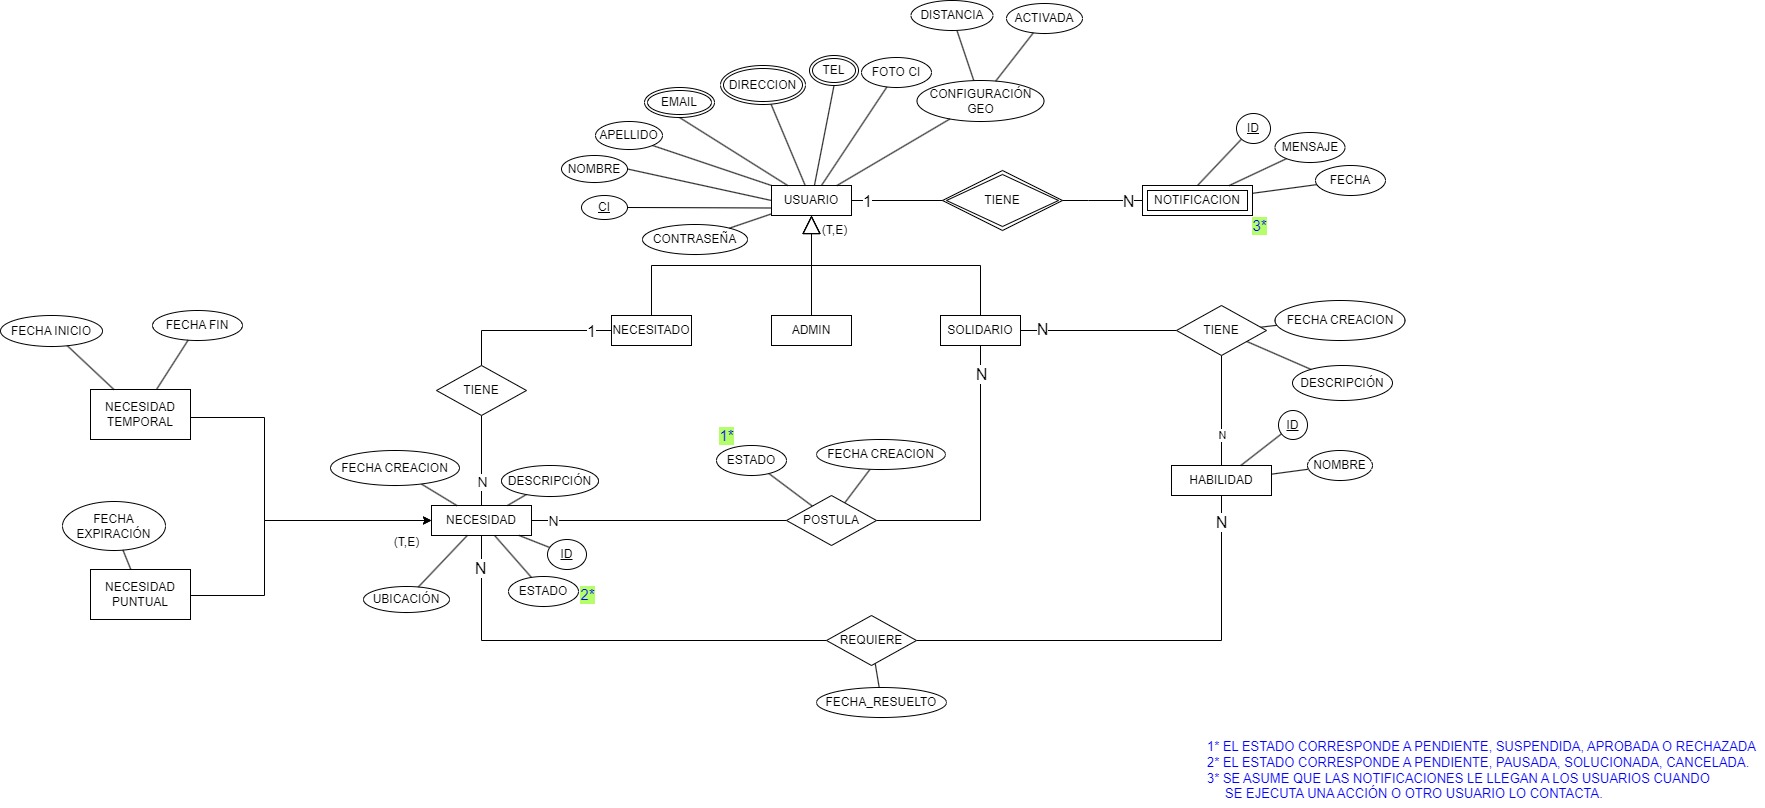 DISTANCIA
ACTIVADA
TEL
FOTO CI
DIRECCION
CONFIGURACIÓN
GEO
EMAIL
APELLIDO
ID
MENSAJE
NOMBRE
FECHA
CI
USUARIO
1
TIENE
N
NOTIFICACION
3*
CONTRASEÑA
(T,E)
FECHA INICIO
FECHA FIN
1
NECESITADO
ADMIN
SOLIDARIO
N
TIENE
FECHA CREACION
N
DESCRIPCIÓN
TIENE
NECESIDAD
TEMPORAL
ID
1*
N
ESTADO
FECHA CREACION
NOMBRE
FECHA CREACION
DESCRIPCIÓN
N
HABILIDAD
FECHA
EXPIRACIÓN
NECESIDAD
N
POSTULA
N
(T,E)
ID
N
NECESIDAD
PUNTUAL
UBICACIÓN
ESTADO
2*
REQUIERE
FECHA_RESUELTO
1* EL ESTADO CORRESPONDE A PENDIENTE, SUSPENDIDA, APROBADA O RECHAZADA
2* EL ESTADO CORRESPONDE A PENDIENTE, PAUSADA, SOLUCIONADA, CANCELADA.
3* SE ASUME QUE LAS NOTIFICACIONES LE LLEGAN A LOS USUARIOS CUANDO
SE EJECUTA UNA ACCIÓN O OTRO USUARIO LO CONTACTA.